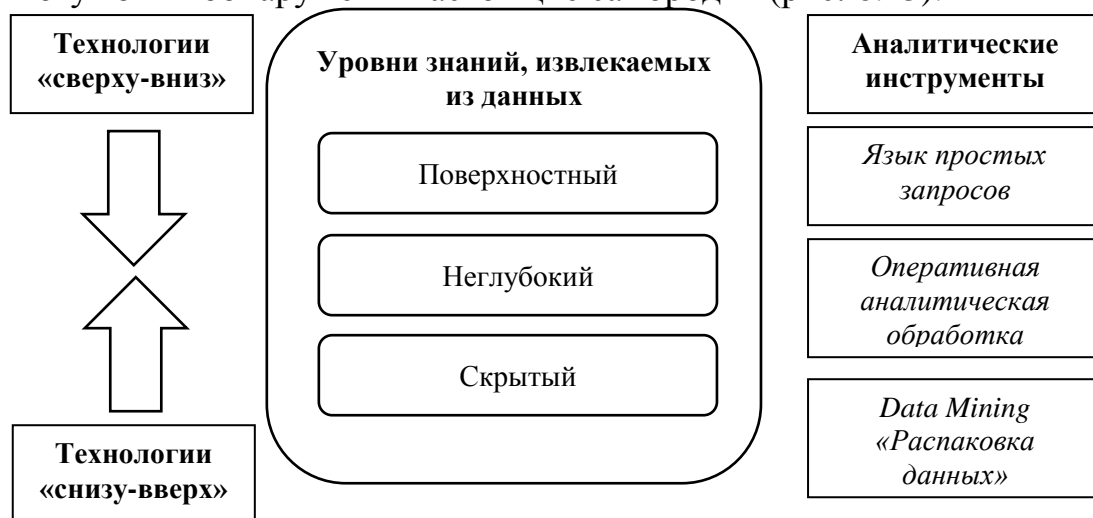 Технологии
«сверху-вниз»
Уровни знаний, извлекаемых
из данных
Поверхностный
Неглубокий
Скрытый
Технологии
«снизу-вверх»
Аналитические
инструменты
Язык простых
запросов
Оперативная
аналитическая
обработка
Data Mining
«Распаковка
данных»